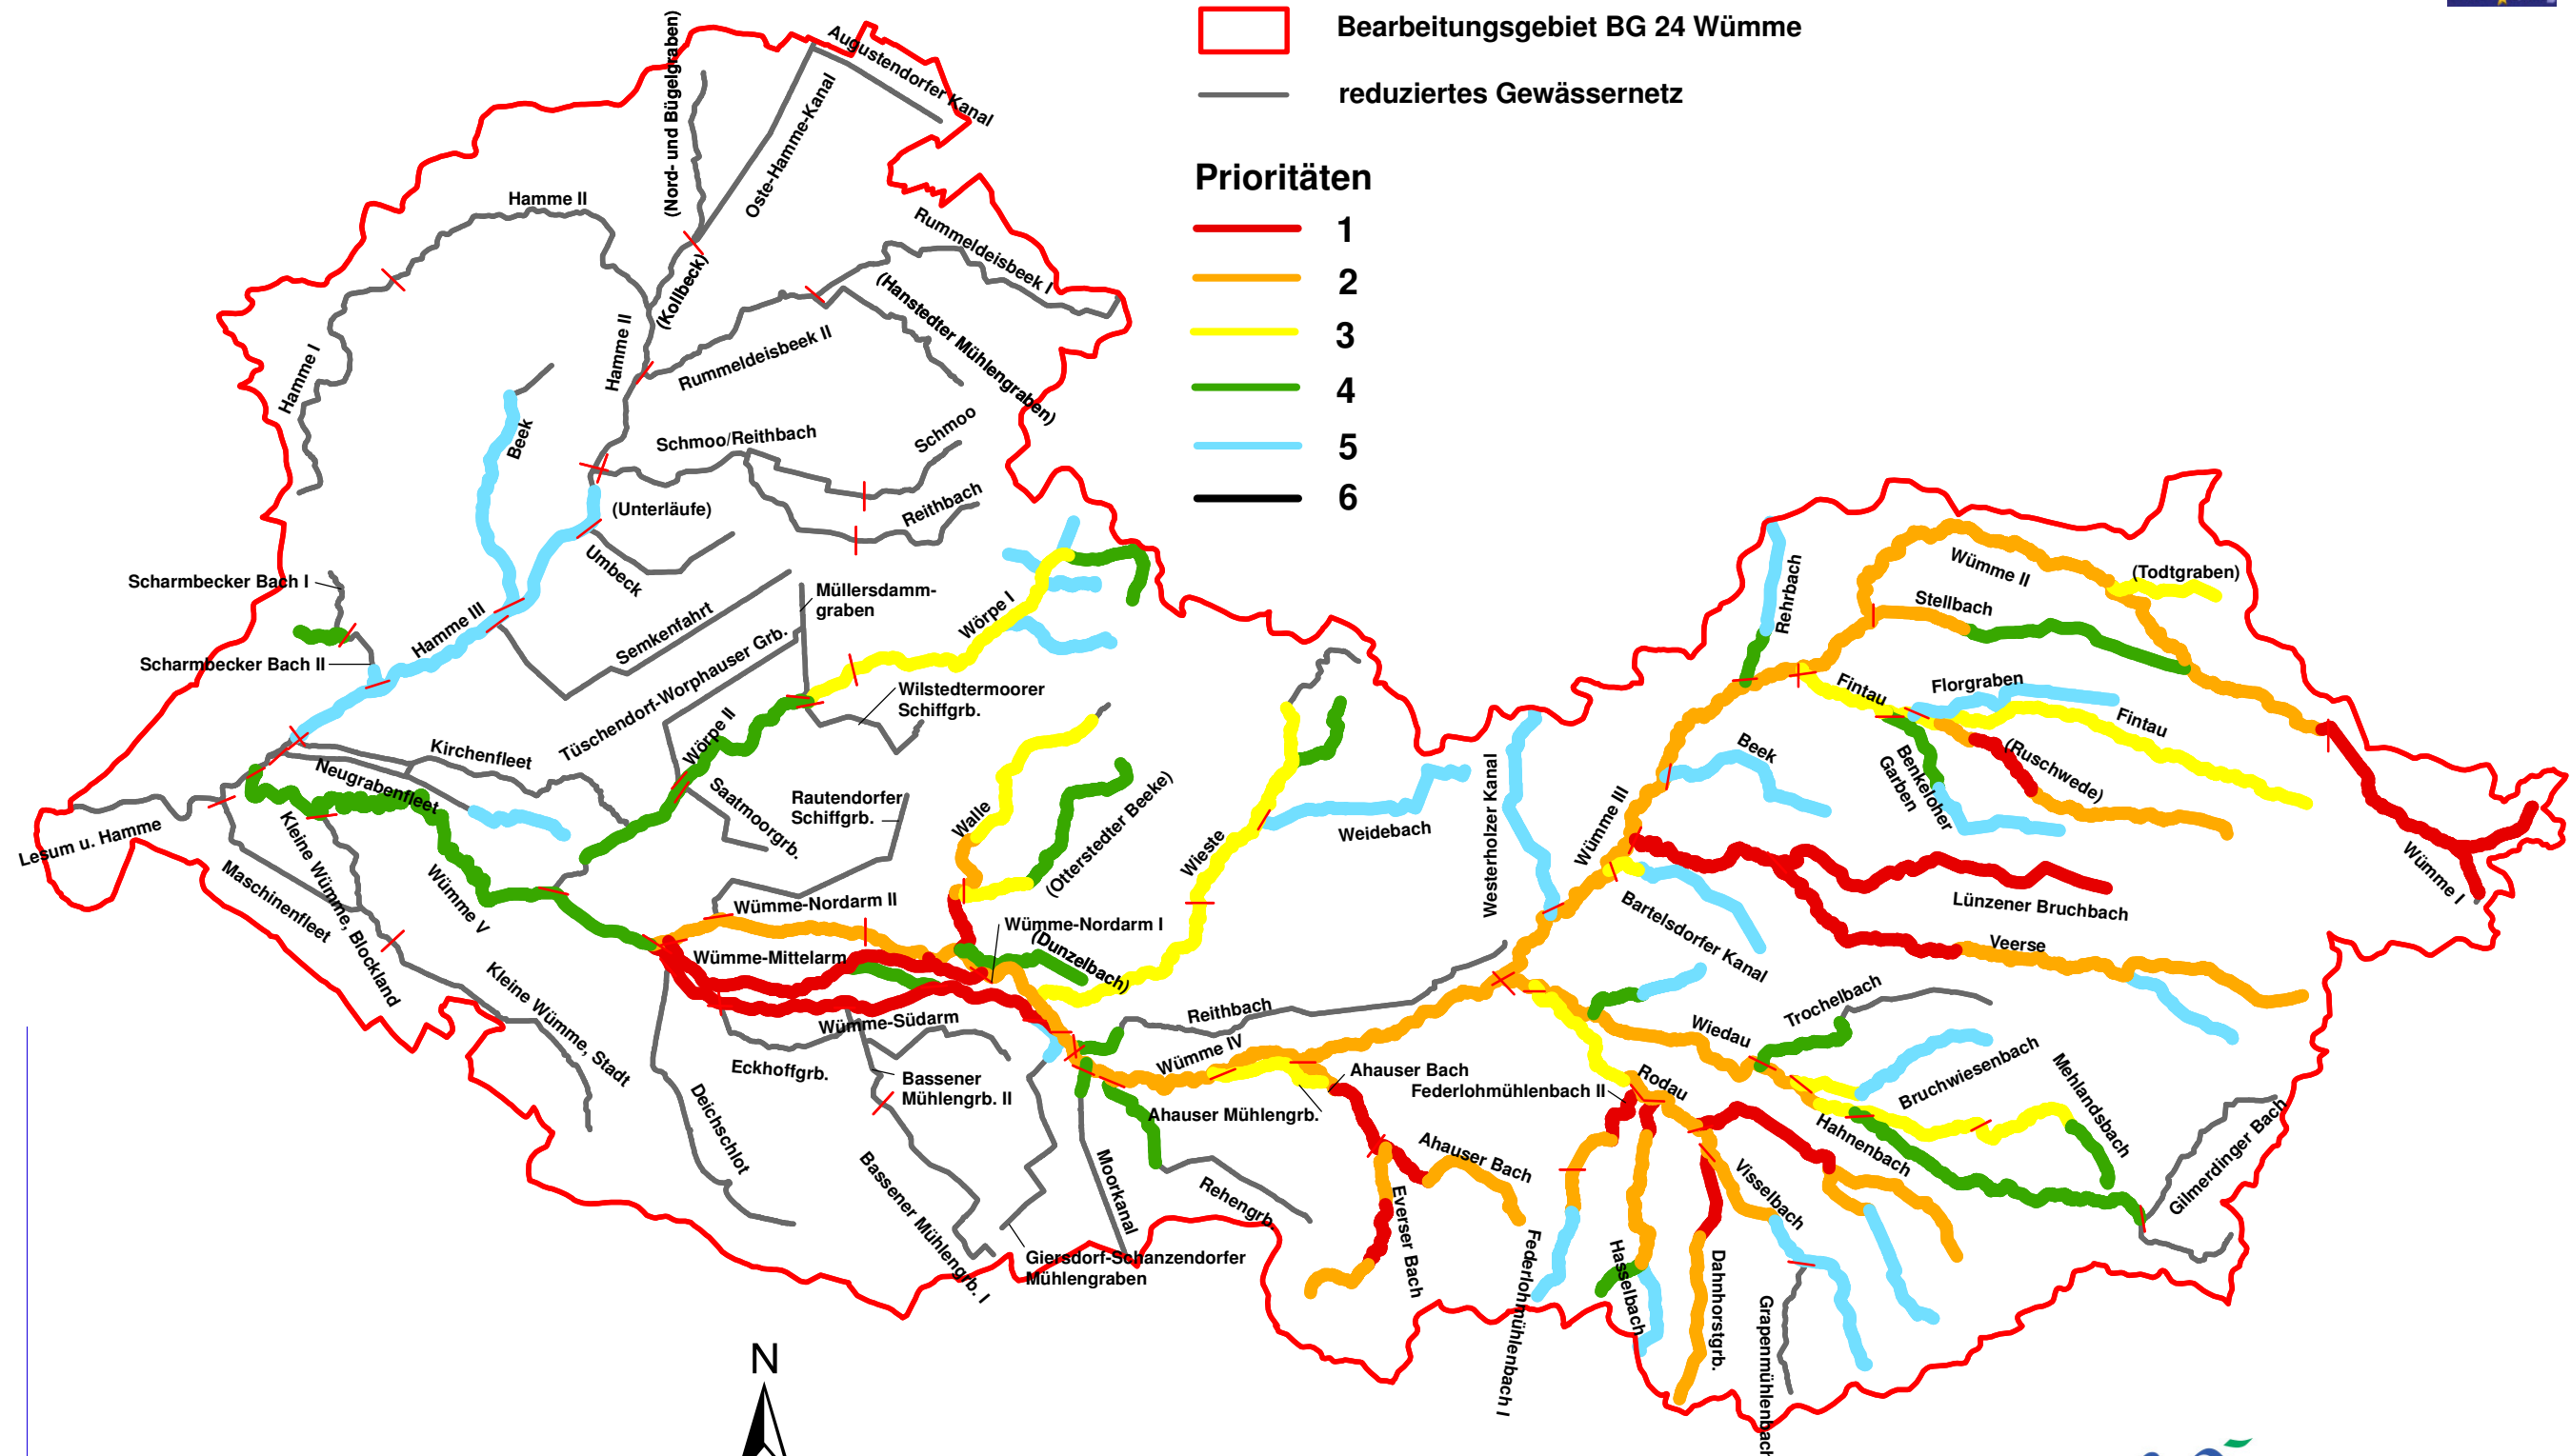 Bearbeitungsgebiet BG 24 Wümme
reduziertes Gewässernetz
Prioritäten
1
2
3
4
5
6
(Nord- und Bügelgraben)
Augustendorfer Kanal
Oste-Hamme-Kanal
Hamme II
Rummeldeisbeek I
(Kollbeck)
(Hanstedter Mühlengraben)
Hamme I
Hamme II
Rummeldeisbeek II
Beek
Schmoo/Reithbach
Schmoo
(Unterläufe)
Reithbach
Umbeck
Scharmbecker Bach I
Hamme III
Scharmbecker Bach II
Semkenfahrt
Müllersdamm-
graben
Tüschendorf-Worphauser Grb.
Wörpe I
Wilstedtermoorer
Schiffgrb.
Wörpe II
Kirchenfleet
Neugrabenfleet
Saatmoorgrb.
Rautendorfer
Schiffgrb.
Walle
(Otterstedter Beeke)
Wieste
Weidebach
Westerholzer Kanal
Lesum u. Hamme
Maschinenfleet
Kleine Wümme, Blockland
Wümme V
Wümme-Nordarm II
Wümme-Nordarm I
(Dunzelbach)
Wümme-Mittelarm
Wümme-Südarm
Kleine Wümme, Stadt
Eckhoffgrb.
Deichschlot
Bassener
Mühlengrb. II
Bassener Mühlengrb. I
Giersdorf-Schanzendorfer
Mühlengraben
Moorkanal
Rehengrb.
Reithbach
Wümme IV
Ahauser Bach
Federlohmühlenbach II
Ahauser Mühlengrb.
Ahauser Bach
Everser Bach
Federlohmühlenbach I
Hasselbach
Dahnhorstgrb.
Grapenmühlenbach
Visselbach
Rodau
Wiedau
Trochelbach
Bruchwiesenbach
Mehlandsbach
Hahnenbach
Gilmerdinger Bach
Rehrbach
Wümme II
(Todtgraben)
Stellbach
Fintau
Florgraben
Fintau
(Ruschwede)
Benkeloher
Garben
Beek
Wümme III
Bartelsdorfer Kanal
Lünzener Bruchbach
Veerse
Wümme I
N